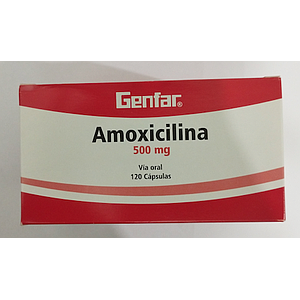 Genfar®
Amoxicilina
500 mg
Vía oral
120 Cápsulas